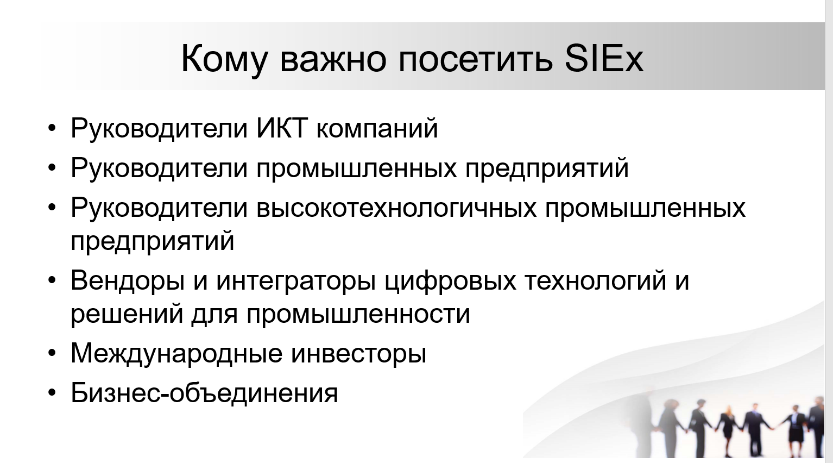 Кому важно посетить SIEx
• Руководители ИКТ компаний
• Руководители промышленных предприятий
• Руководители высокотехнологичных промышленных
предприятий
• Вендоры и интеграторы цифровых технологий и
решений для промышленности
• Международные инвесторы
• Бизнес-объединения